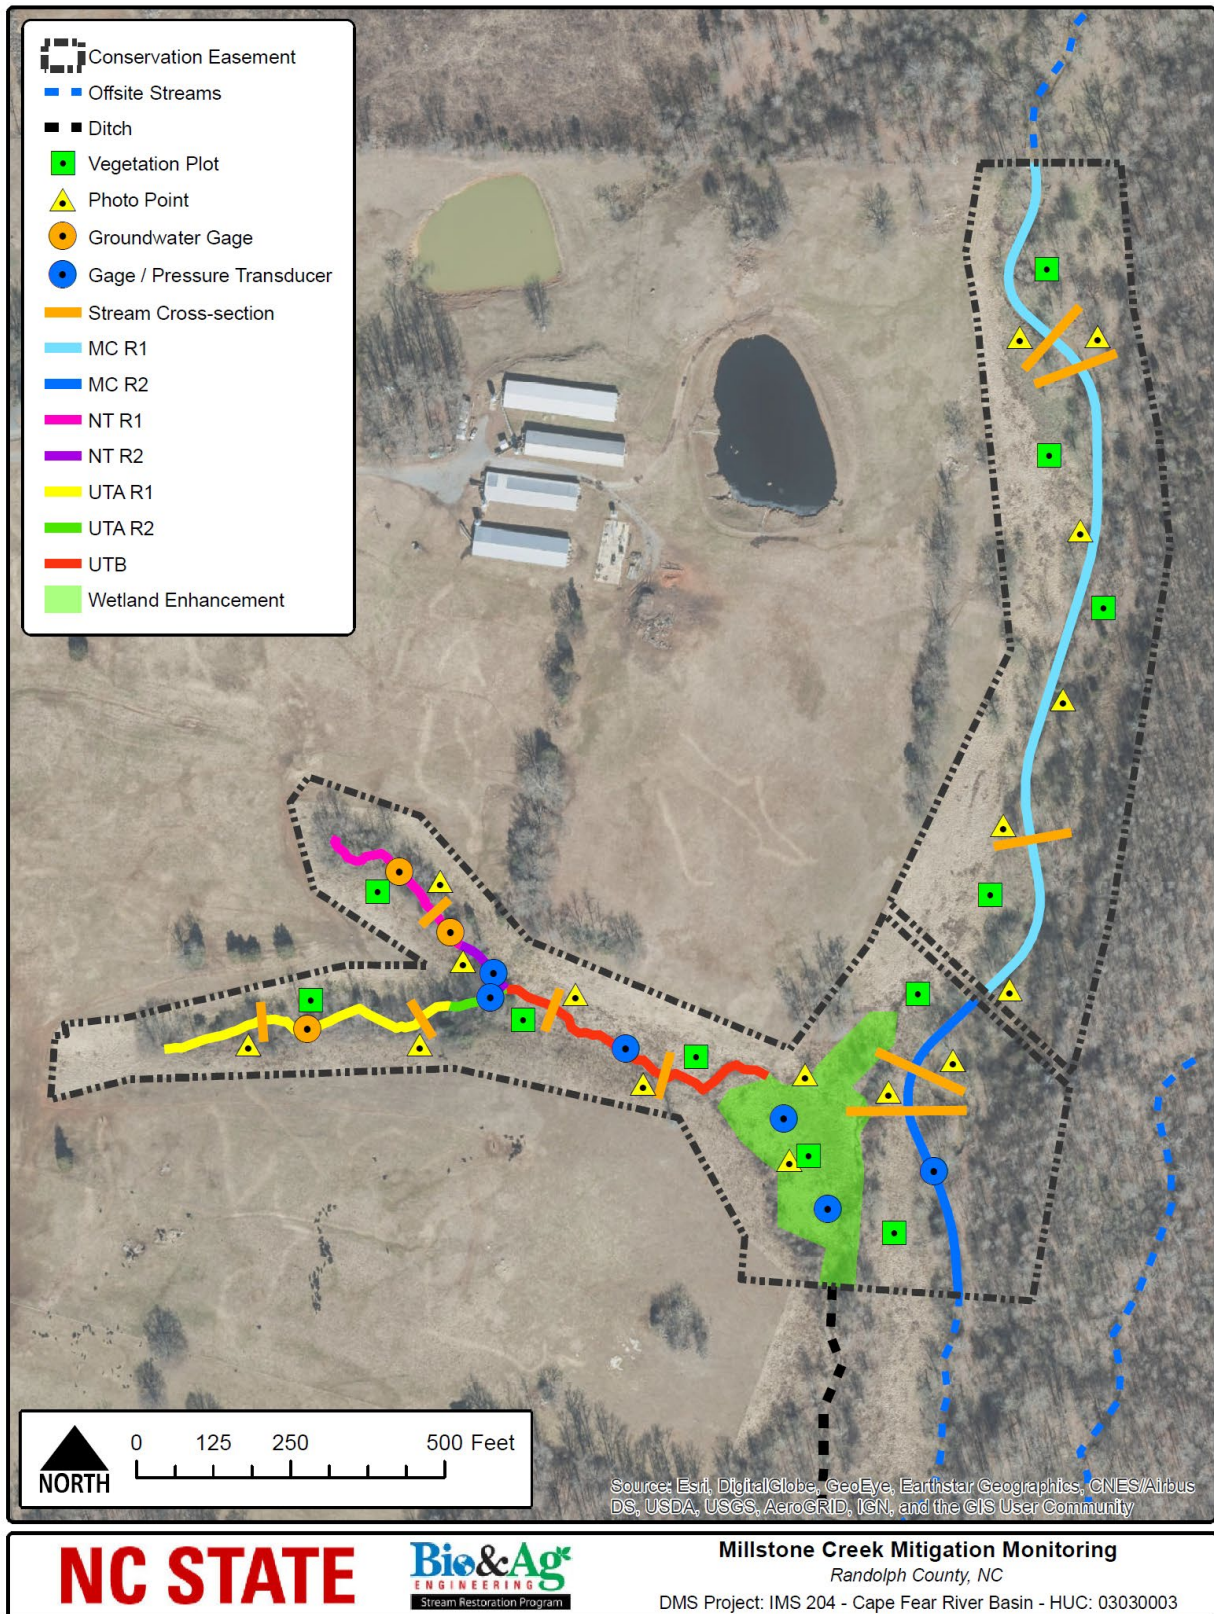 Conservation Easement
Offsite Streams
Ditch
Vegetation Plot
Photo Point
Groundwater Gage
Gage / Pressure Transducer
Stream Cross-section
MC R1
MC R2
NT R1
NT R2
UTA R1
UTA R2
UTB
Wetland Enhancement
0 125 250 500 Feet
NORTH
Source: Esri, DigitalGlobe, GeoEye, Earthstar Geographics, CNES/Airbus
DS, USDA, USGS, AeroGRID, IGN, and the GIS User Community
NC STATE
Bio&Ag
ENGINEERING
Stream Restoration Program
Millstone Creek Mitigation Monitoring
Randolph County, NC
DMS Project: IMS 204 - Cape Fear River Basin - HUC: 03030003